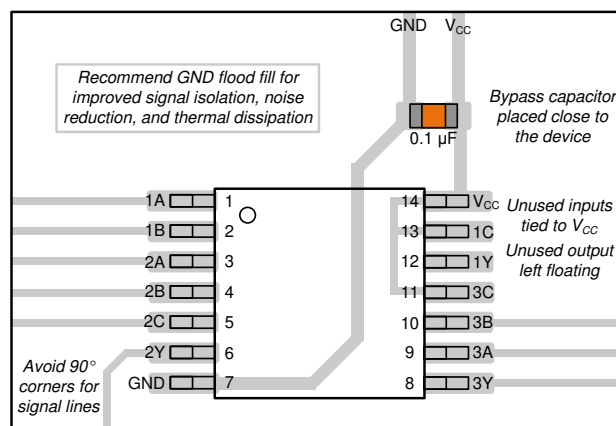 GND V_CC
Recommend GND flood fill for
improved signal isolation, noise
reduction, and thermal dissipation
Bypass capacitor
placed close to
the device
0.1 µF
1A 1 14 V_CC
Unused inputs
tied to V_CC
1B 2 13 1C
Unused output
left floating
2A 3 12 1Y
2B 4 11 3C
2C 5 10 3B
2Y 6 9 3A
GND 7 8 3Y
Avoid 90°
corners for
signal lines